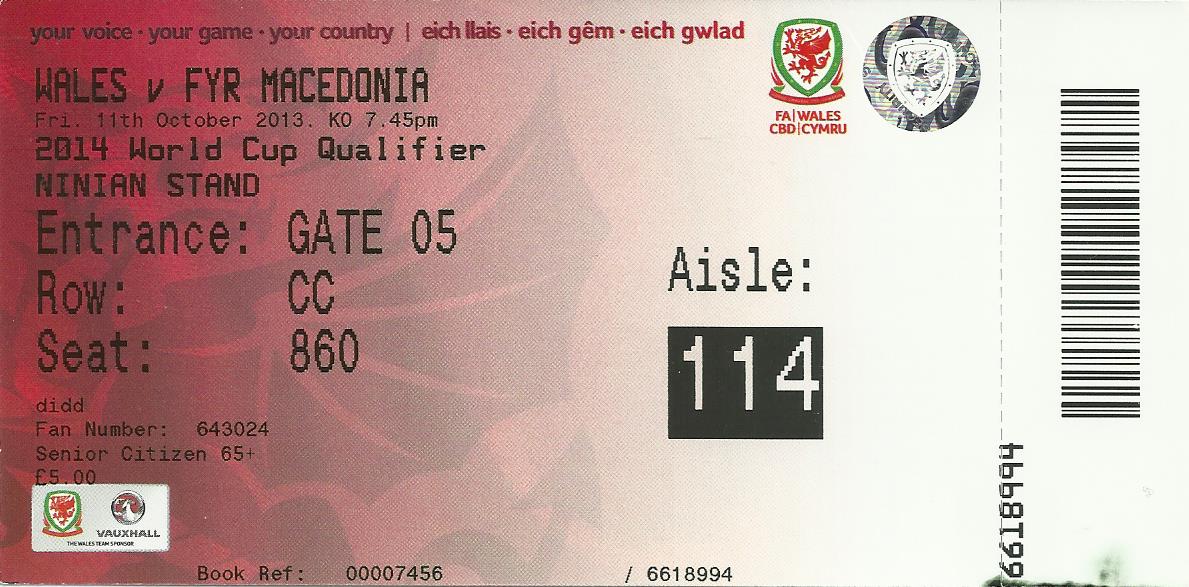 your voice · your game · your country | eich llais · eich gêm · eich gwlad
WALES v FYR MACEDONIA
Fri. 11th October 2013. KO 7.45pm
2014 World Cup Qualifier
NINIAN STAND
Entrance: GATE 05
Row: CC
Seat: 860
didd
Fan Number: 643024
Senior Citizen 65+
£5.00
VAUXHALL
THE WALES TEAM SPONSOR
Book Ref: 00007456 / 6618994
Aisle:
114
FA|WALES
CBD|CYMRU
6618994